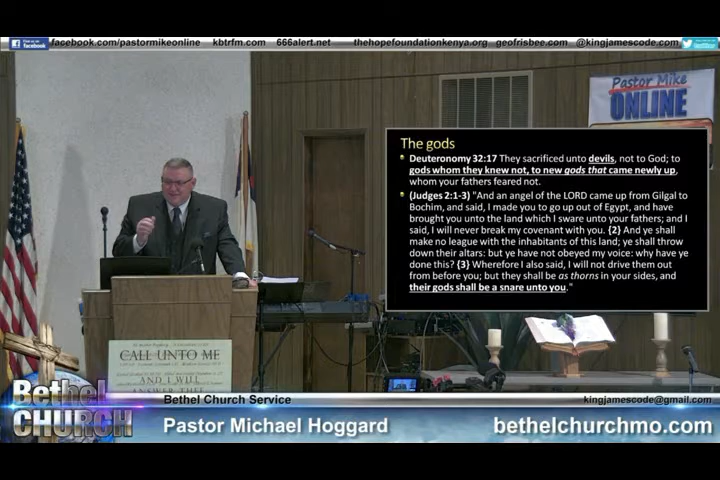 facebook.com/pastormikeonline kbtrfm.com 666alert.net thehopefoundationkenya.org geofrisbee.com @kingjamescode.com
Pastor Mike
ONLINE
The gods
Deuteronomy 32:17 They sacrificed unto devils, not to God; to
gods whom they knew not, to new gods that came newly up,
whom your fathers feared not.
(Judges 2:1-3) "And an angel of the LORD came up from Gilgal to
Bochim, and said, I made you to go up out of Egypt, and have
brought you unto the land which I sware unto your fathers; and I
said, I will never break my covenant with you. {2} And ye shall
make no league with the inhabitants of this land; ye shall throw
down their altars: but ye have not obeyed my voice: why have ye
done this? {3} Wherefore I also said, I will not drive them out
from before you; but they shall be as thorns in your sides, and
their gods shall be a snare unto you."
CALL UNTO ME
AND I WILL
ANSWER THEE
Bethel
CHURCH
Bethel Church Service kingjamescode@gmail.com
Pastor Michael Hoggard bethelchurchmo.com